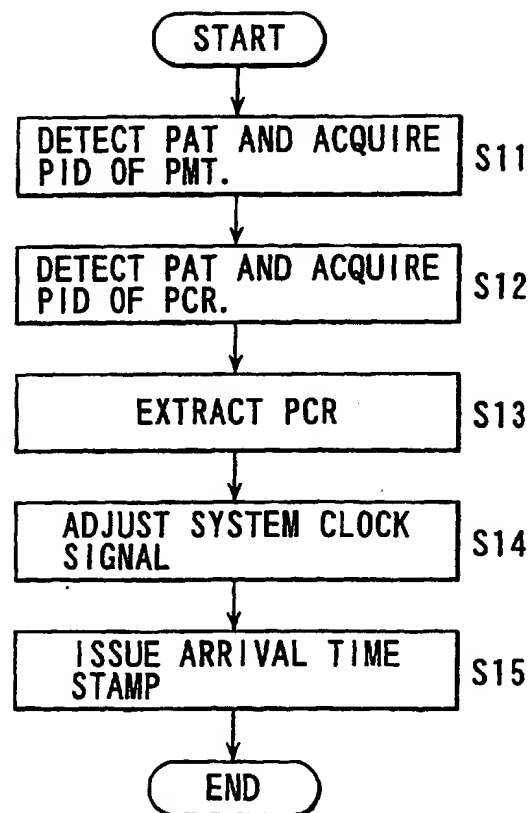 START
DETECT PAT AND ACQUIRE
PID OF PMT.
S11
DETECT PAT AND ACQUIRE
PID OF PCR.
S12
EXTRACT PCR
S13
ADJUST SYSTEM CLOCK
SIGNAL
S14
ISSUE ARRIVAL TIME
STAMP
S15
END